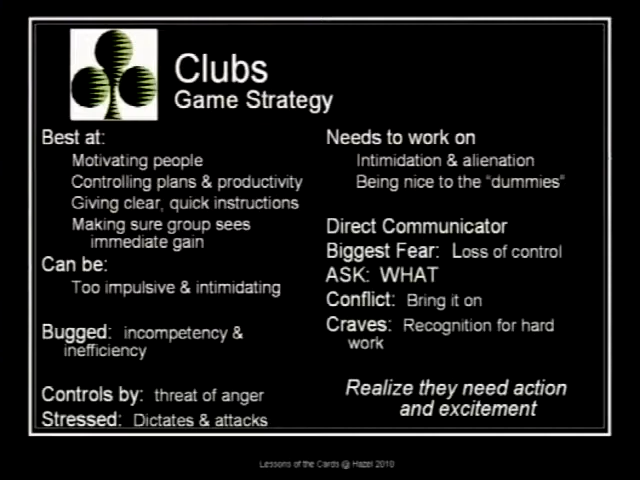 Clubs
Game Strategy
Best at:
Motivating people
Controlling plans & productivity
Giving clear, quick instructions
Making sure group sees
immediate gain
Can be:
Too impulsive & intimidating
Bugged: incompetency &
inefficiency
Controls by: threat of anger
Stressed: Dictates & attacks
Needs to work on
Intimidation & alienation
Being nice to the “dummies”
Direct Communicator
Biggest Fear: Loss of control
ASK: WHAT
Conflict: Bring it on
Craves: Recognition for hard
work
Realize they need action
and excitement
Lessons of the Cards @ Hazel 2010